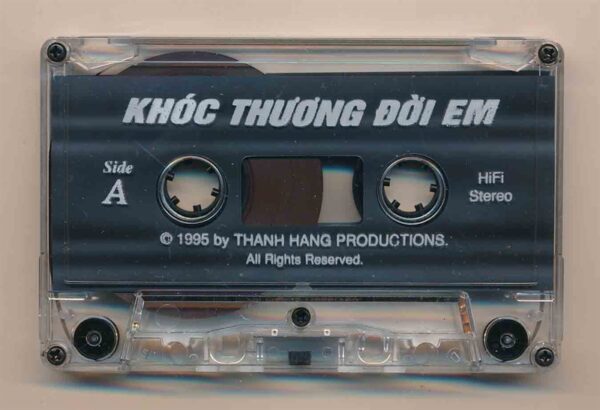 KHÓC THƯƠNG ĐỜI EM
Side
A
HiFi
Stereo
© 1995 by THANH HANG PRODUCTIONS.
All Rights Reserved.